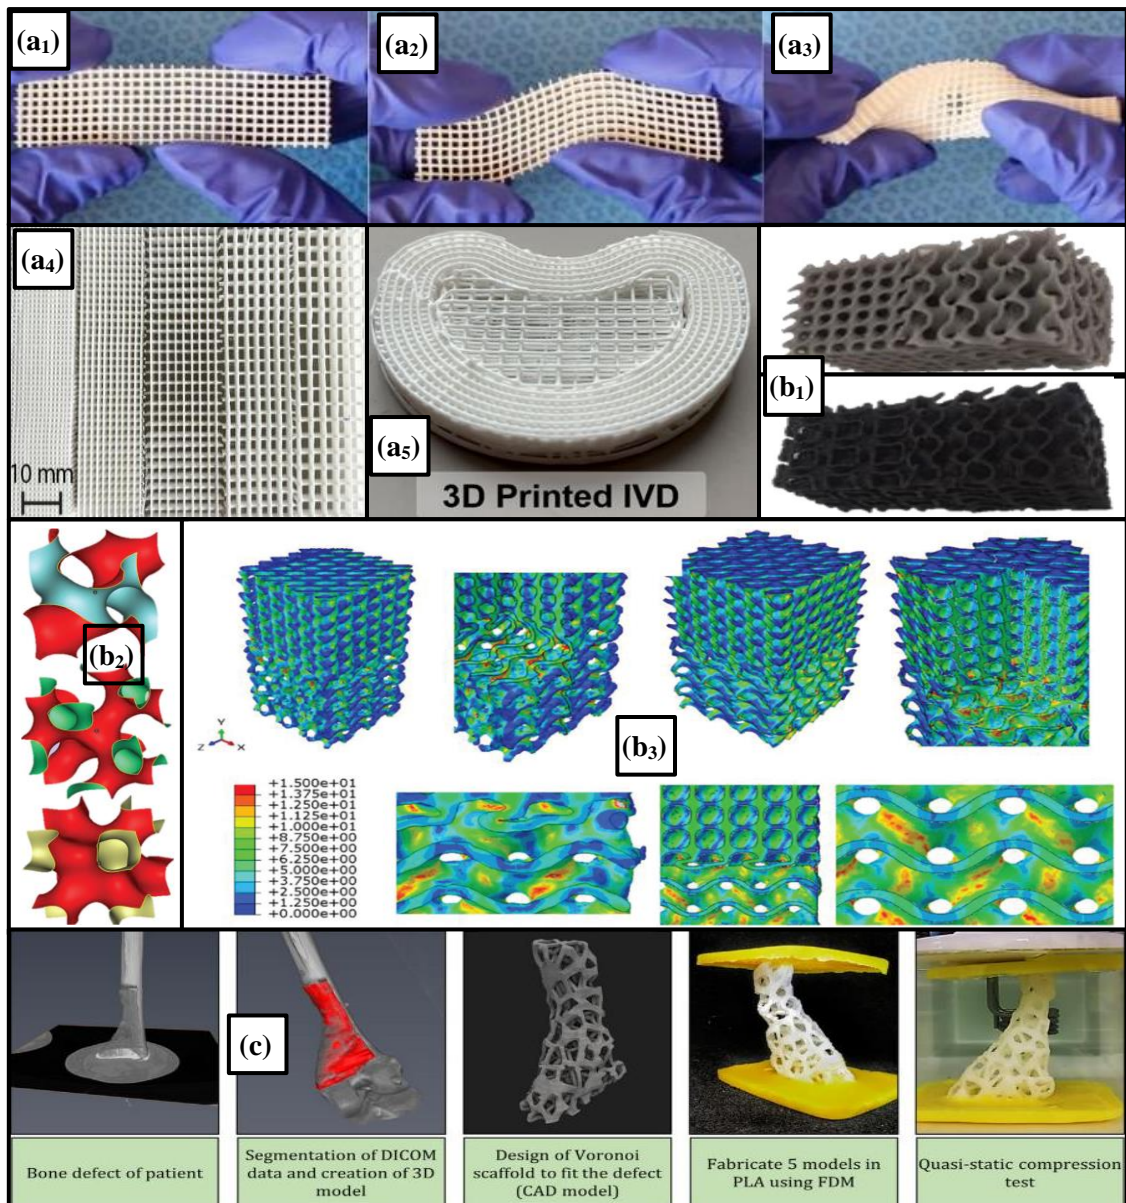 (a1)
(a2)
(a3)
(a4)
10 mm
(a5)
3D Printed IVD
(b1)
(b2)
(b3)
Y
Z
X
+1.500e+01
+1.375e+01
+1.250e+01
+1.125e+01
+1.000e+01
+8.750e+00
+7.500e+00
+6.250e+00
+5.000e+00
+3.750e+00
+2.500e+00
+1.250e+00
+0.000e+00
(c)
Bone defect of patient
Segmentation of DICOM
data and creation of 3D
model
Design of Voronoi
scaffold to fit the defect
(CAD model)
Fabricate 5 models in
PLA using FDM
Quasi-static compression
test